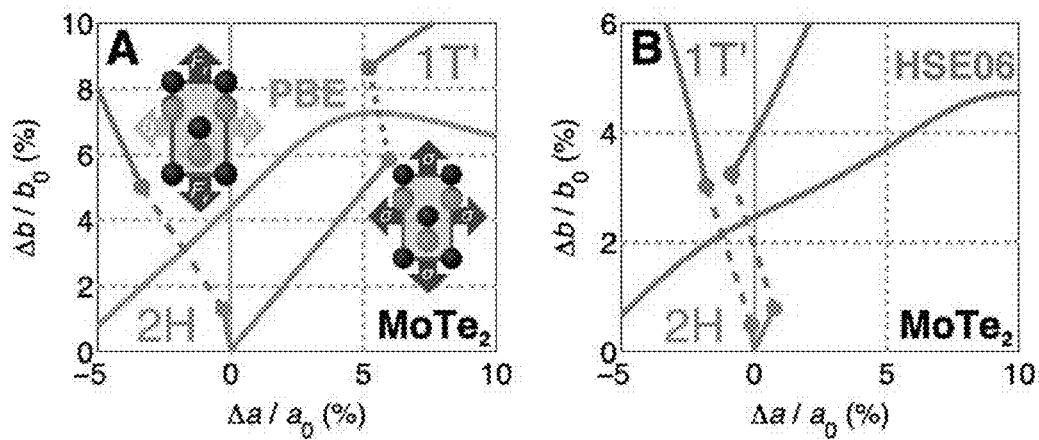 A
10
8
6
4
2
0
-5
0
5
10
Δb / b₀ (%)
Δa / a₀ (%)
PBE
1T'
2H
MoTe₂
B
6
4
2
0
-5
0
5
10
Δb / b₀ (%)
Δa / a₀ (%)
1T'
HSE06
2H
MoTe₂